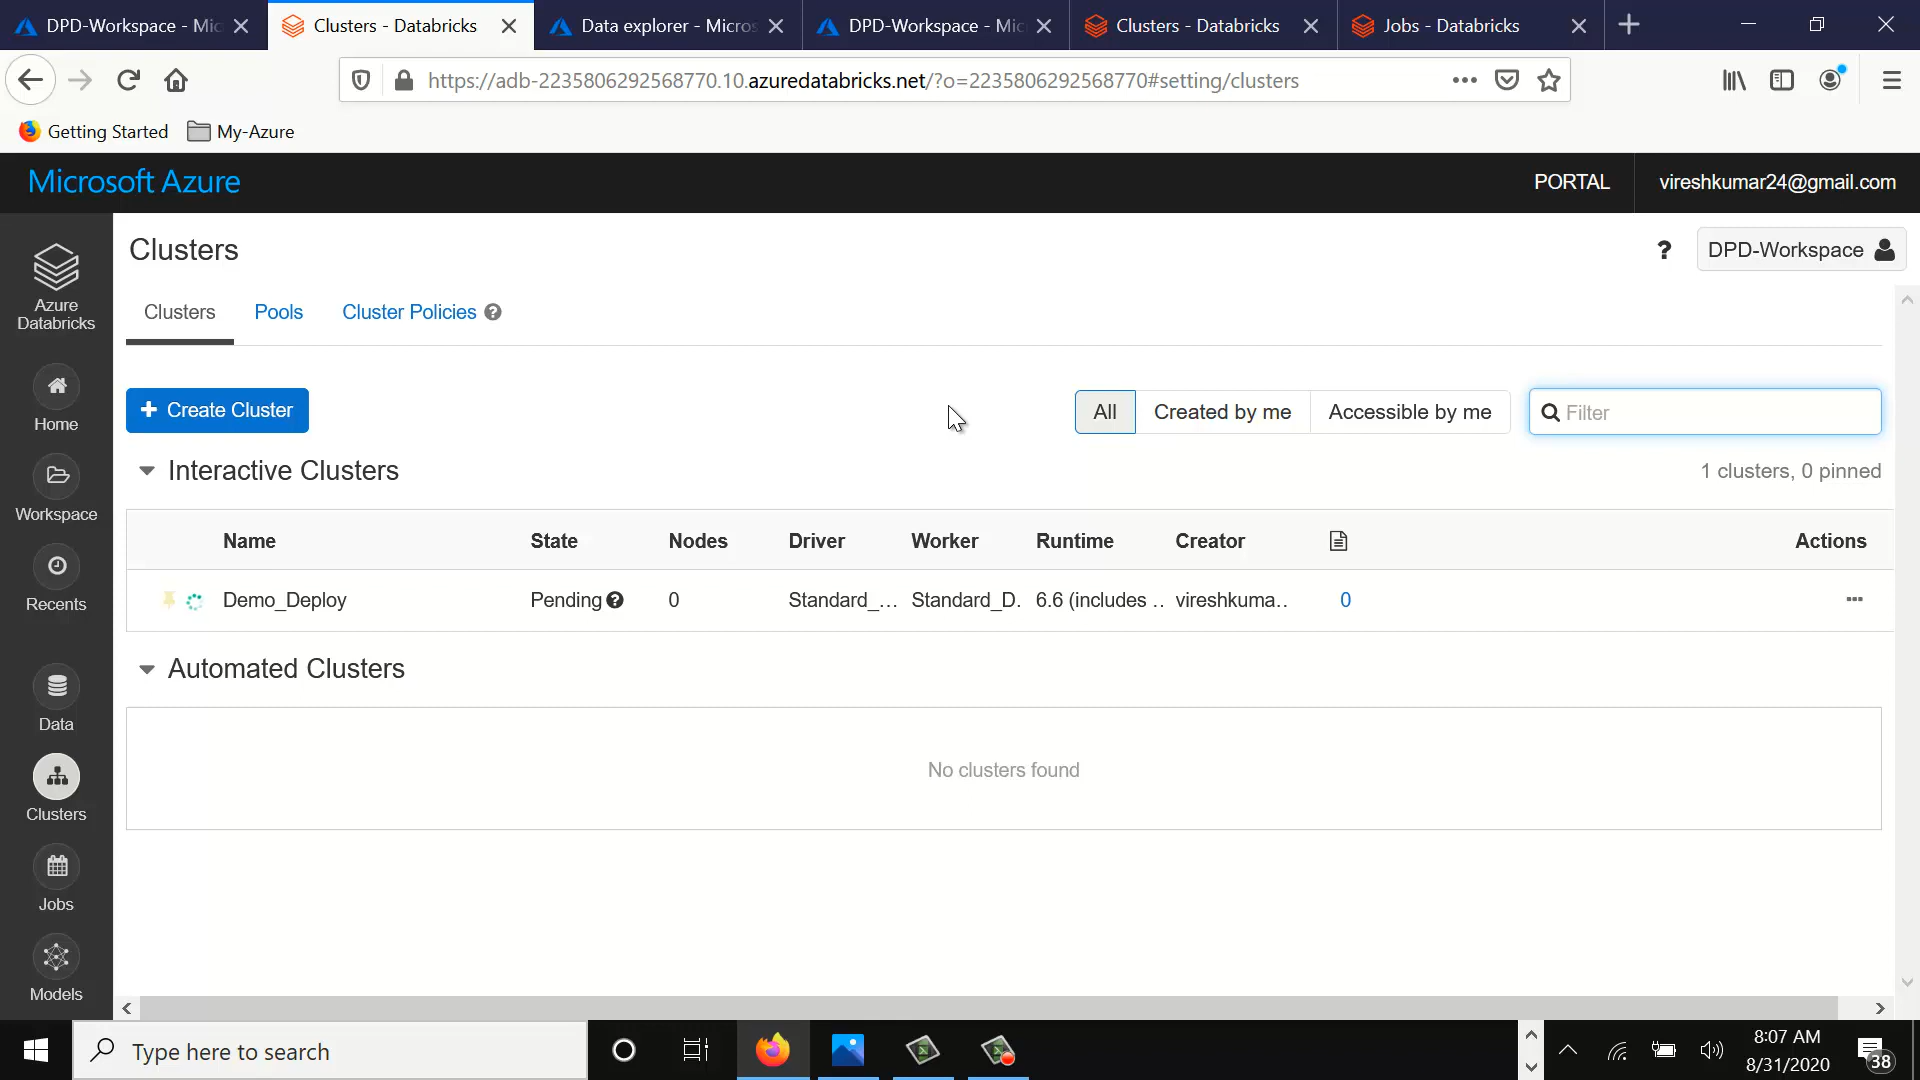 DPD-Workspace - Mic
Clusters - Databricks
Data explorer - Micros
DPD-Workspace - Mic
Clusters - Databricks
Jobs - Databricks
https://adb-2235806292568770.10.azuredatabricks.net/?o=2235806292568770#setting/clusters
Getting Started
My-Azure
Microsoft Azure
PORTAL
vireshkumar24@gmail.com
Azure
Databricks
Home
Workspace
Recents
Data
Clusters
Jobs
Models
Clusters
?
DPD-Workspace
Clusters
Pools
Cluster Policies ?
+ Create Cluster
All
Created by me
Accessible by me
Filter
Interactive Clusters
1 clusters, 0 pinned
Name State Nodes Driver Worker Runtime Creator Actions
Demo_Deploy Pending ? 0 Standard_... Standard_D. 6.6 (includes .. vireshkuma.. 0 ...
Automated Clusters
No clusters found
Type here to search
8:07 AM
8/31/2020
38